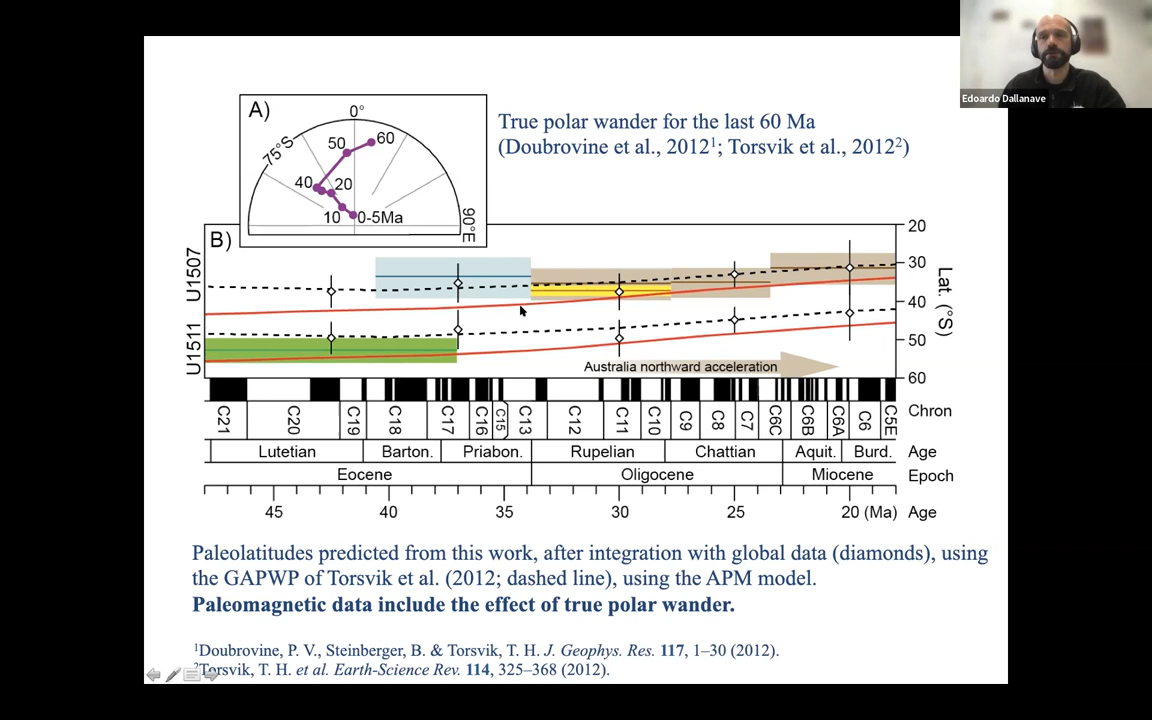 Edoardo Dallanave
A)
0°
75°S
50
60
40
20
10
0-5Ma
90°E
True polar wander for the last 60 Ma
(Doubrovine et al., 2012¹; Torsvik et al., 2012²)
B)
U1507
U1511
20
30
40
50
60
Lat. (°S)
Australia northward acceleration
C21 C20 C19 C18 C17 C16 C15 C13 C12 C11 C10 C9 C8 C7 C6C C6B C6A C6 C5E Chron
Lutetian Barton. Priabon. Rupelian Chattian Aquit. Burd. Age
Eocene Oligocene Miocene Epoch
45 40 35 30 25 20 (Ma) Age
Paleolatitudes predicted from this work, after integration with global data (diamonds), using
the GAPWP of Torsvik et al. (2012; dashed line), using the APM model.
Paleomagnetic data include the effect of true polar wander.
¹Doubrovine, P. V., Steinberger, B. & Torsvik, T. H. J. Geophys. Res. 117, 1–30 (2012).
²Torsvik, T. H. et al. Earth-Science Rev. 114, 325–368 (2012).